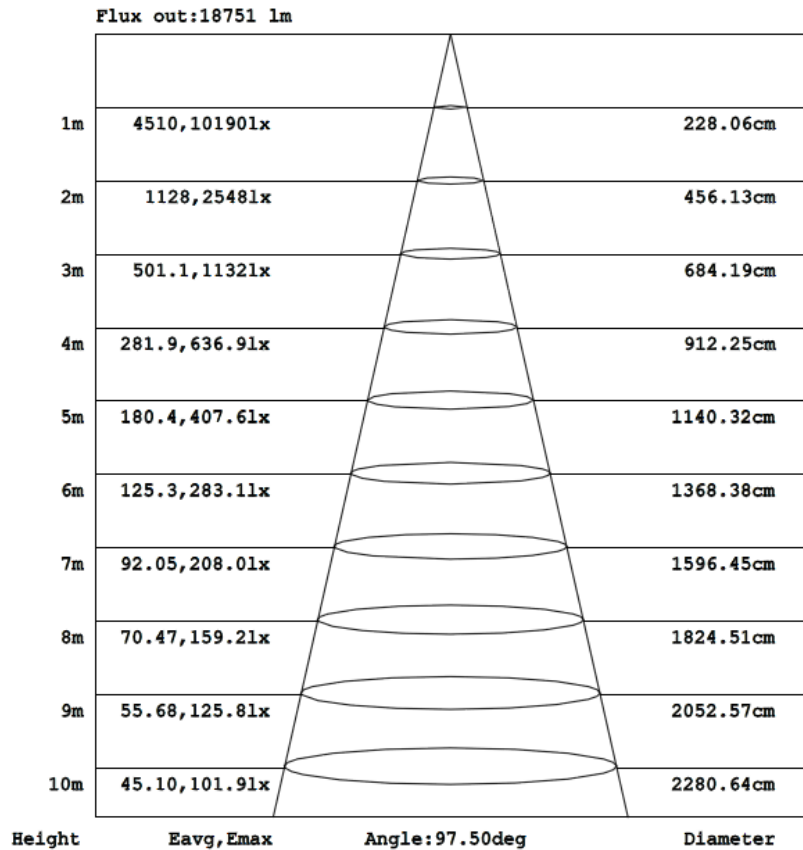 Flux out:18751 lm
1m 4510,10190lx 228.06cm
2m 1128,2548lx 456.13cm
3m 501.1,1132lx 684.19cm
4m 281.9,636.9lx 912.25cm
5m 180.4,407.6lx 1140.32cm
6m 125.3,283.1lx 1368.38cm
7m 92.05,208.0lx 1596.45cm
8m 70.47,159.2lx 1824.51cm
9m 55.68,125.8lx 2052.57cm
10m 45.10,101.9lx 2280.64cm
Height Eavg,Emax Angle:97.50deg Diameter